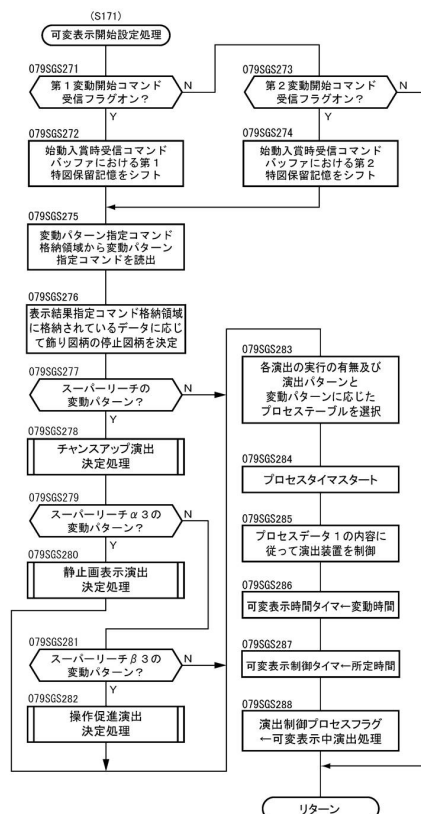 (S171)
可変表示開始設定処理
079SGS271
第1変動開始コマンド
受信フラグオン？
N
Y
079SGS273
第2変動開始コマンド
受信フラグオン？
N
Y
079SGS272
始動入賞時受信コマンド
バッファにおける第1
特図保留記憶をシフト
079SGS274
始動入賞時受信コマンド
バッファにおける第2
特図保留記憶をシフト
079SGS275
変動パターン指定コマンド
格納領域から変動パターン
指定コマンドを読出
079SGS276
表示結果指定コマンド格納領域
に格納されているデータに応じ
て飾り図柄の停止図柄を決定
079SGS277
スーパーリーチの
変動パターン？
N
Y
079SGS278
チャンスアップ演出
決定処理
079SGS279
スーパーリーチα3の
変動パターン？
N
Y
079SGS280
静止画表示演出
決定処理
079SGS281
スーパーリーチβ3の
変動パターン？
N
Y
079SGS282
操作促進演出
決定処理
079SGS283
各演出の実行の有無及び
演出パターンと
変動パターンに応じた
プロセステーブルを選択
079SGS284
プロセスタイマスタート
079SGS285
プロセスデータ1の内容に
従って演出装置を制御
079SGS286
可変表示時間タイマ←変動時間
079SGS287
可変表示制御タイマ←所定時間
079SGS288
演出制御プロセスフラグ
←可変表示中演出処理
リターン